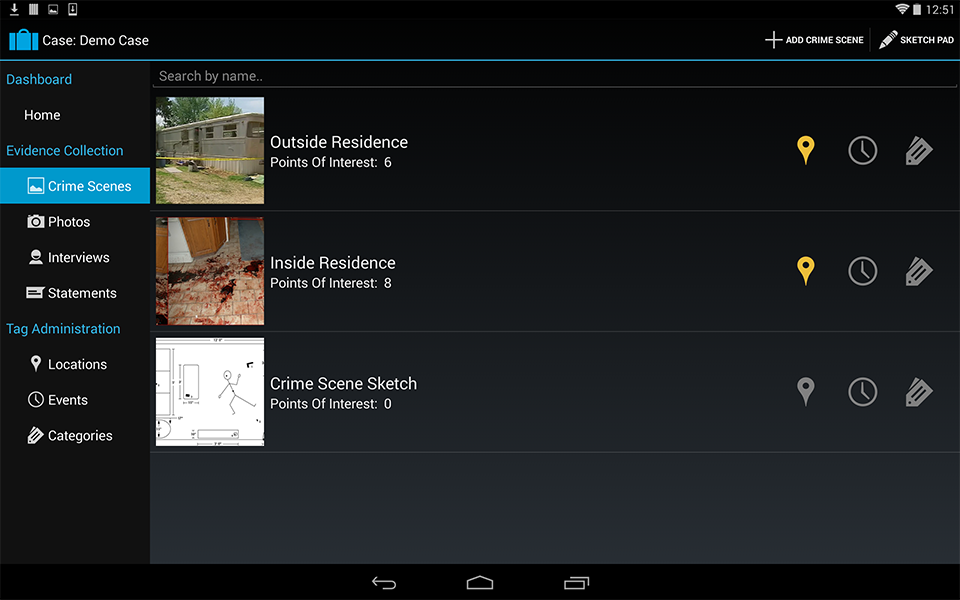 12:51
Case: Demo Case
ADD CRIME SCENE
SKETCH PAD
Dashboard
Home
Evidence Collection
Crime Scenes
Photos
Interviews
Statements
Tag Administration
Locations
Events
Categories
Search by name..
Outside Residence
Points Of Interest: 6
Inside Residence
Points Of Interest: 8
Crime Scene Sketch
Points Of Interest: 0